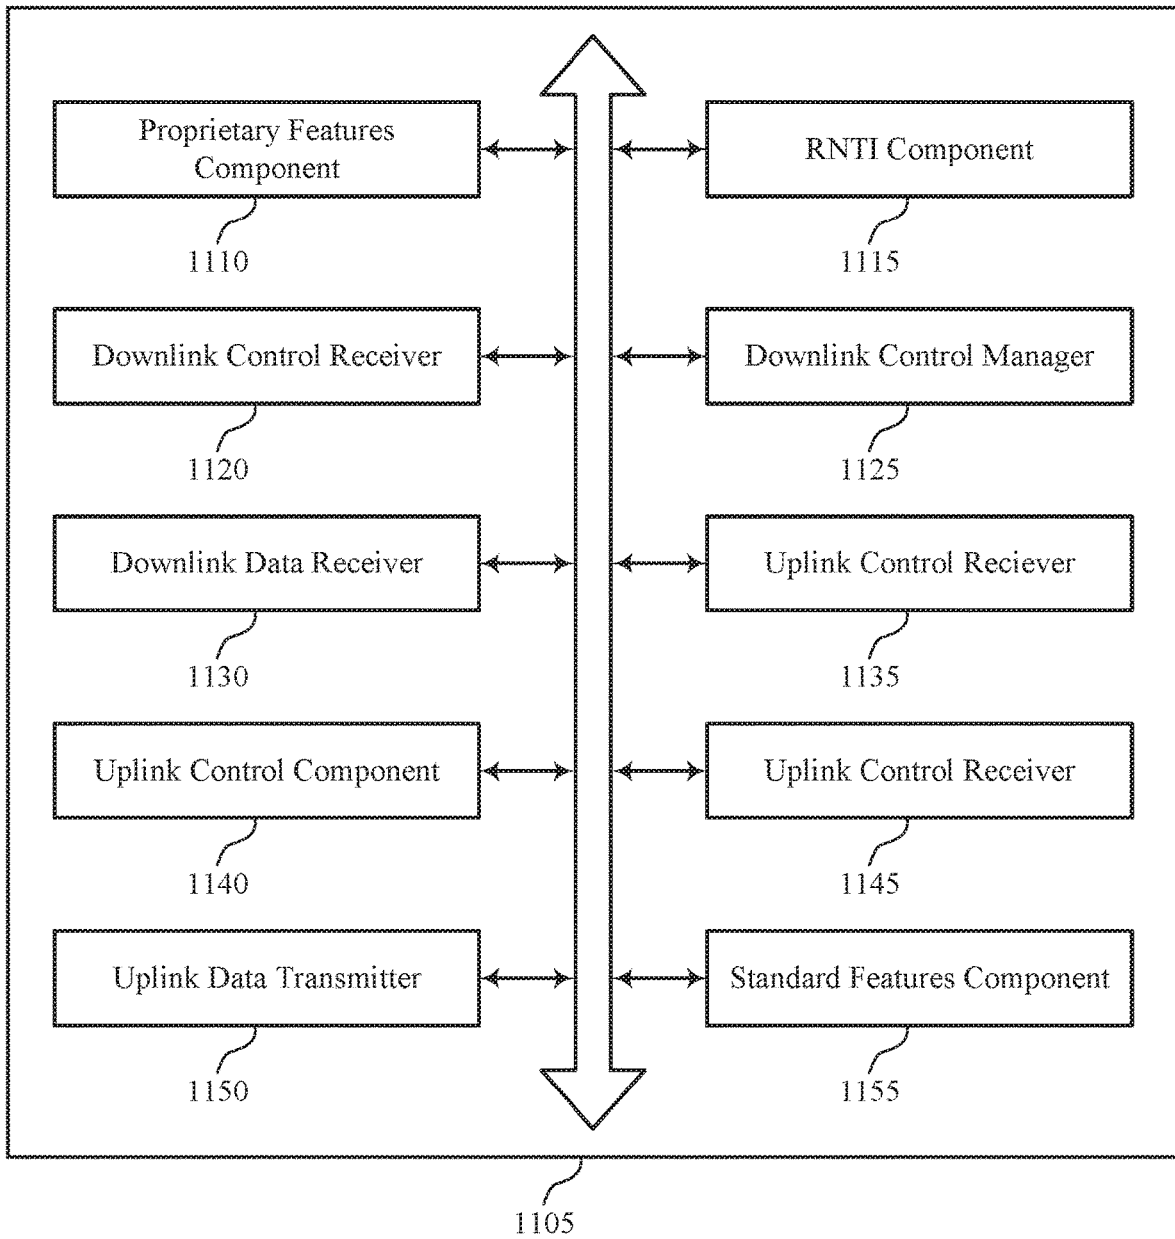 Proprietary Features
Component
1110
RNTI Component
1115
Downlink Control Receiver
1120
Downlink Control Manager
1125
Downlink Data Receiver
1130
Uplink Control Reciever
1135
Uplink Control Component
1140
Uplink Control Receiver
1145
Uplink Data Transmitter
1150
Standard Features Component
1155
1105